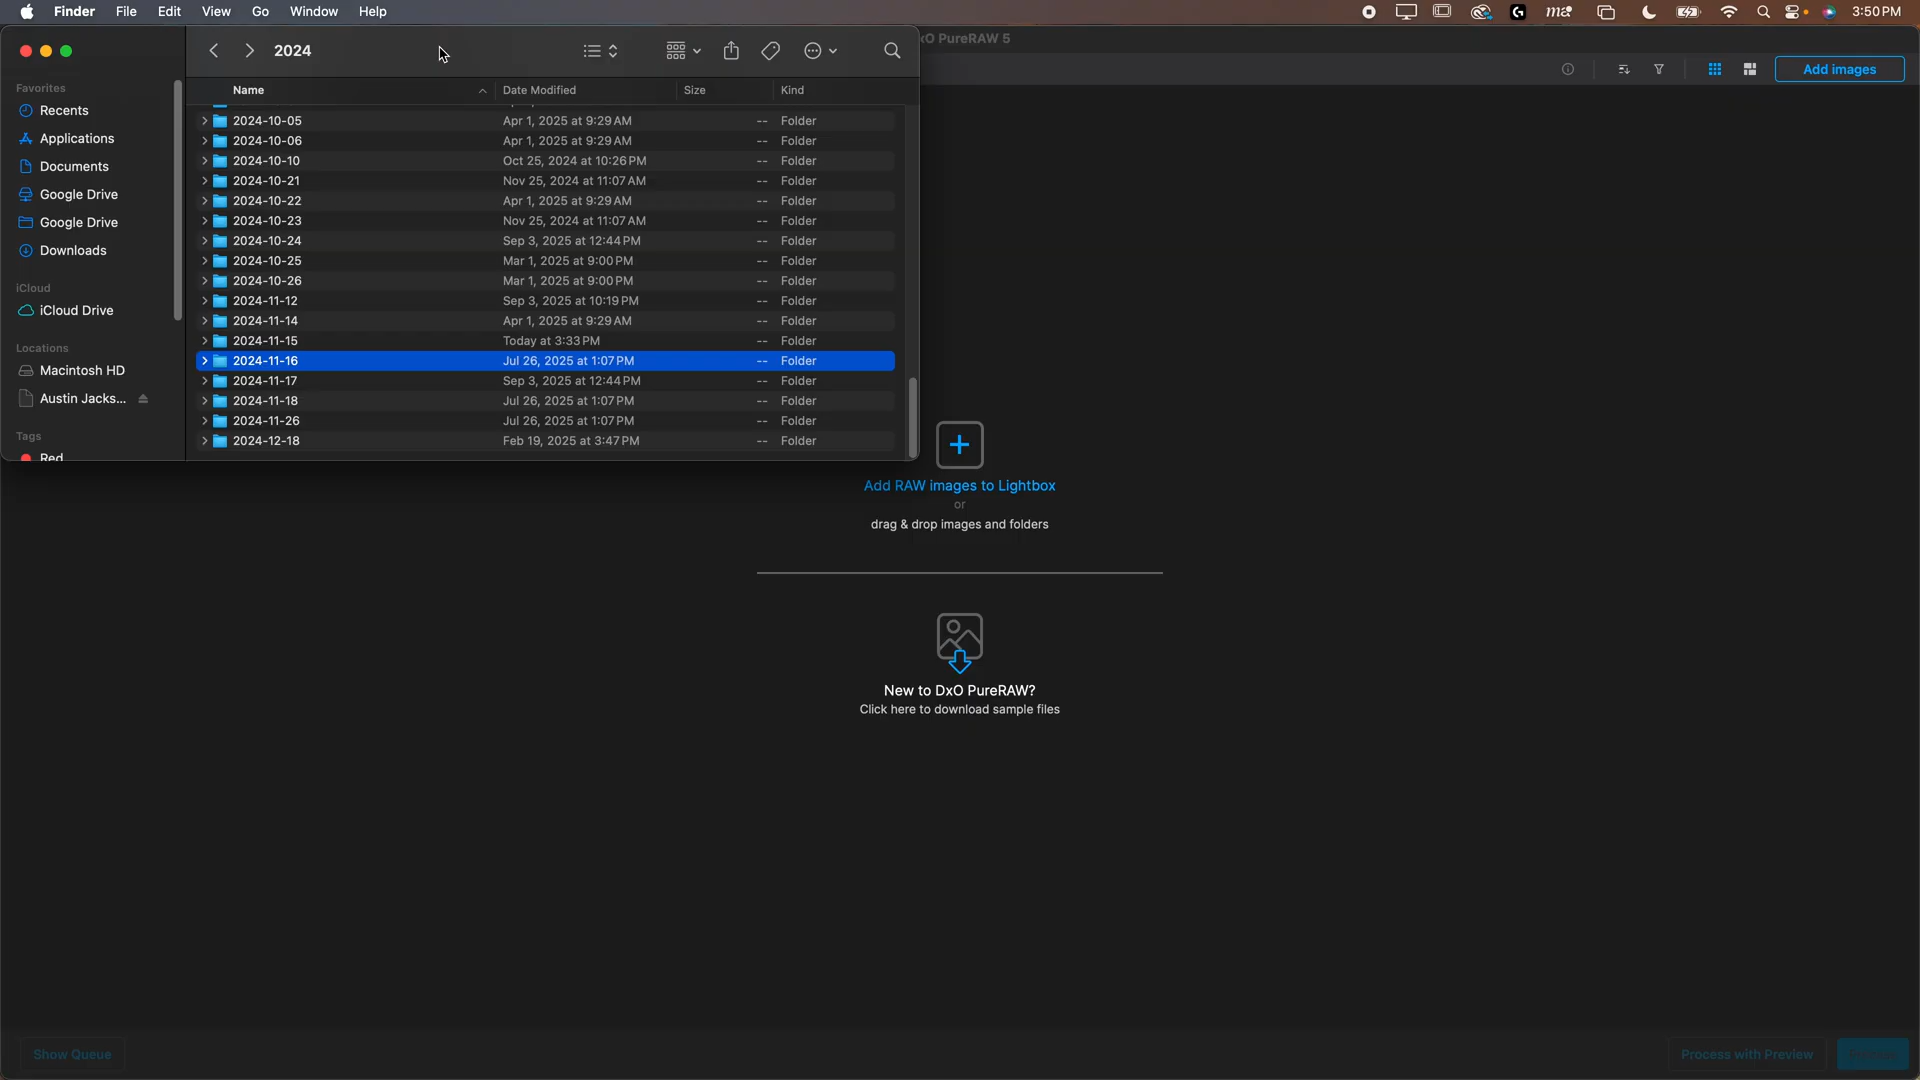 Finder File Edit View Go Window Help 3:50 PM
2024
Favorites
Recents
Applications
Documents
Google Drive
Google Drive
Downloads
iCloud
iCloud Drive
Locations
Macintosh HD
Austin Jacks...
Tags
Red
Name Date Modified Size Kind
2024-10-05 Apr 1, 2025 at 9:29 AM -- Folder
2024-10-06 Apr 1, 2025 at 9:29 AM -- Folder
2024-10-10 Oct 25, 2024 at 10:26 PM -- Folder
2024-10-21 Nov 25, 2024 at 11:07 AM -- Folder
2024-10-22 Apr 1, 2025 at 9:29 AM -- Folder
2024-10-23 Nov 25, 2024 at 11:07 AM -- Folder
2024-10-24 Sep 3, 2025 at 12:44 PM -- Folder
2024-10-25 Mar 1, 2025 at 9:00 PM -- Folder
2024-10-26 Mar 1, 2025 at 9:00 PM -- Folder
2024-11-12 Sep 3, 2025 at 10:19 PM -- Folder
2024-11-14 Apr 1, 2025 at 9:29 AM -- Folder
2024-11-15 Today at 3:33 PM -- Folder
2024-11-16 Jul 26, 2025 at 1:07 PM -- Folder
2024-11-17 Sep 3, 2025 at 12:44 PM -- Folder
2024-11-18 Jul 26, 2025 at 1:07 PM -- Folder
2024-11-26 Jul 26, 2025 at 1:07 PM -- Folder
2024-12-18 Feb 19, 2025 at 3:47 PM -- Folder
xO PureRAW 5
Add images
Add RAW images to Lightbox
or
drag & drop images and folders
New to DxO PureRAW?
Click here to download sample files
Show Queue
Process with Preview